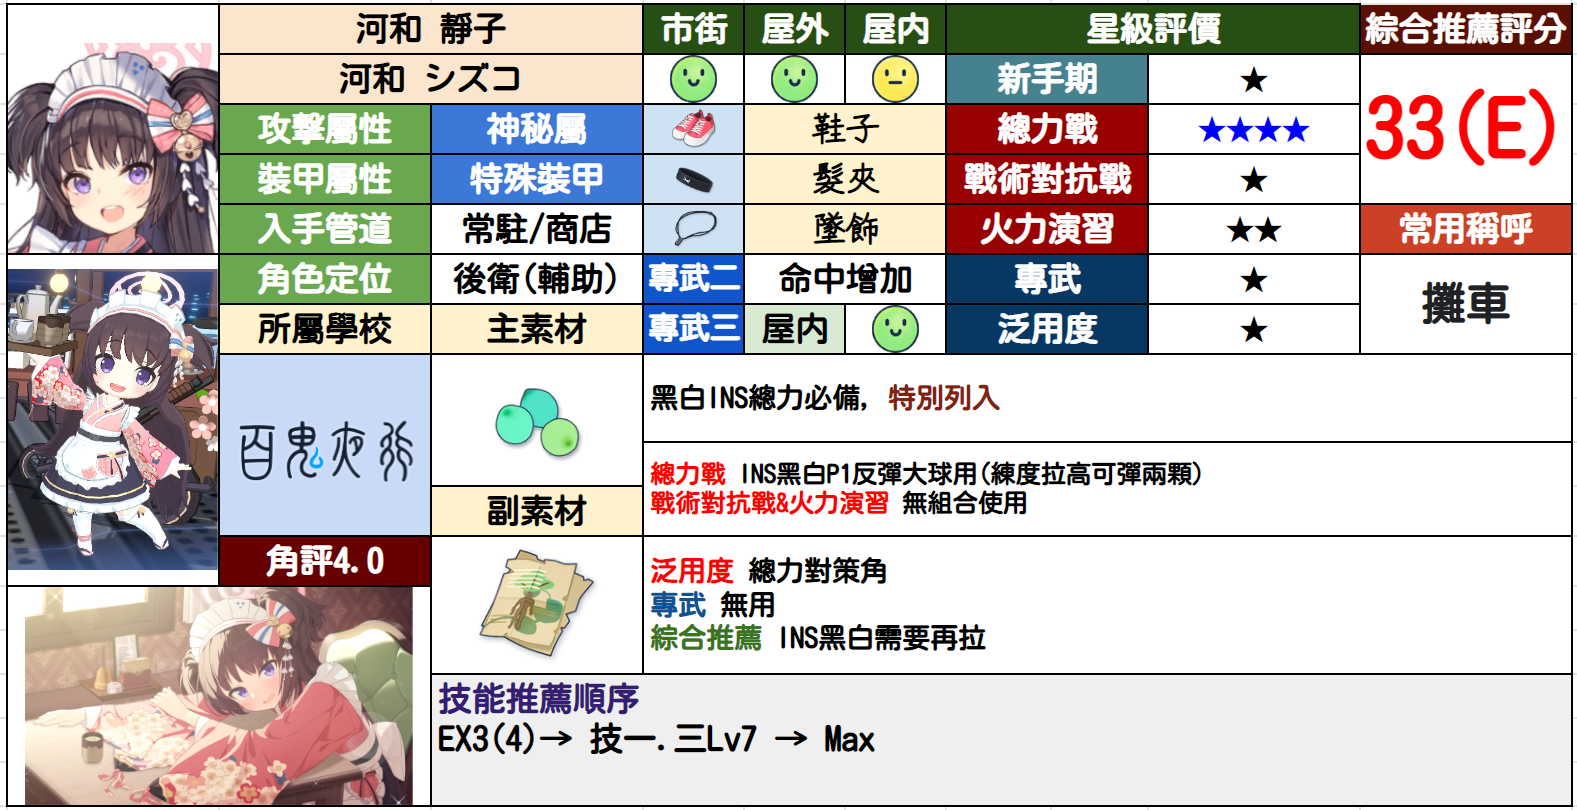 河和 靜子 市街 屋外 屋内 星級評價 綜合推薦評分
河和 シズコ 新手期 ★ 33(E)
攻擊屬性 神秘屬 鞋子 總力戰 ★★★★
裝甲屬性 特殊裝甲 髮夾 戰術對抗戰 ★
入手管道 常駐/商店 墜飾 火力演習 ★★ 常用稱呼
角色定位 後衛(輔助) 專武二 命中增加 專武 ★ 攤車
所屬學校 主素材 專武三 屋内 泛用度 ★
百鬼夜行
黑白INS總力必備, 特別列入
總力戰 INS黑白P1反彈大球用(練度拉高可彈兩顆)
戰術對抗戰&火力演習 無組合使用
副素材
角評4.0
泛用度 總力對策角
專武 無用
綜合推薦 INS黑白需要再拉
技能推薦順序
EX3(4)→ 技一.三Lv7 → Max